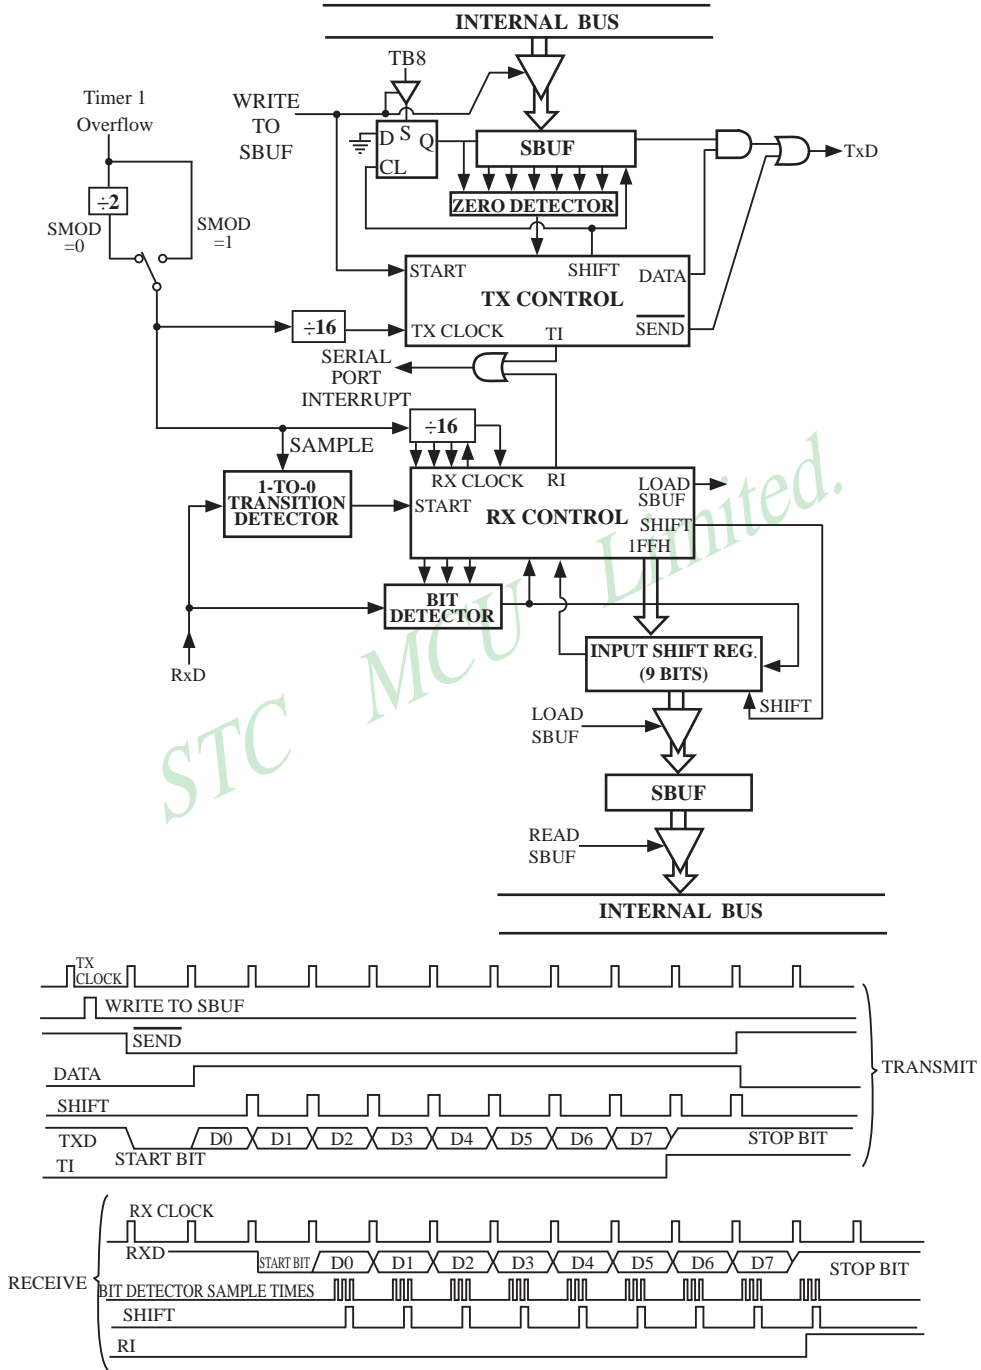 INTERNAL BUS
TB8
Timer 1
Overflow
WRITE
TO
SBUF
D
S
Q
CL
SBUF
TxD
÷2
ZERO DETECTOR
SMOD
=0
SMOD
=1
START
SHIFT
DATA
TX CONTROL
÷16
TX CLOCK
TI
SEND
SERIAL
PORT
INTERRUPT
÷16
SAMPLE
1-TO-0
TRANSITION
DETECTOR
RX CLOCK
RI
LOAD
SBUF
START
RX CONTROL
SHIFT
1FFH
BIT
DETECTOR
RxD
INPUT SHIFT REG.
(9 BITS)
SHIFT
LOAD
SBUF
SBUF
READ
SBUF
INTERNAL BUS
STC MCU Limited.
TX
CLOCK
WRITE TO SBUF
SEND
DATA
TRANSMIT
SHIFT
TXD
D0 D1 D2 D3 D4 D5 D6 D7
STOP BIT
START BIT
TI
RX CLOCK
RXD
START BIT
D0 D1 D2 D3 D4 D5 D6 D7
STOP BIT
RECEIVE
BIT DETECTOR SAMPLE TIMES
SHIFT
RI